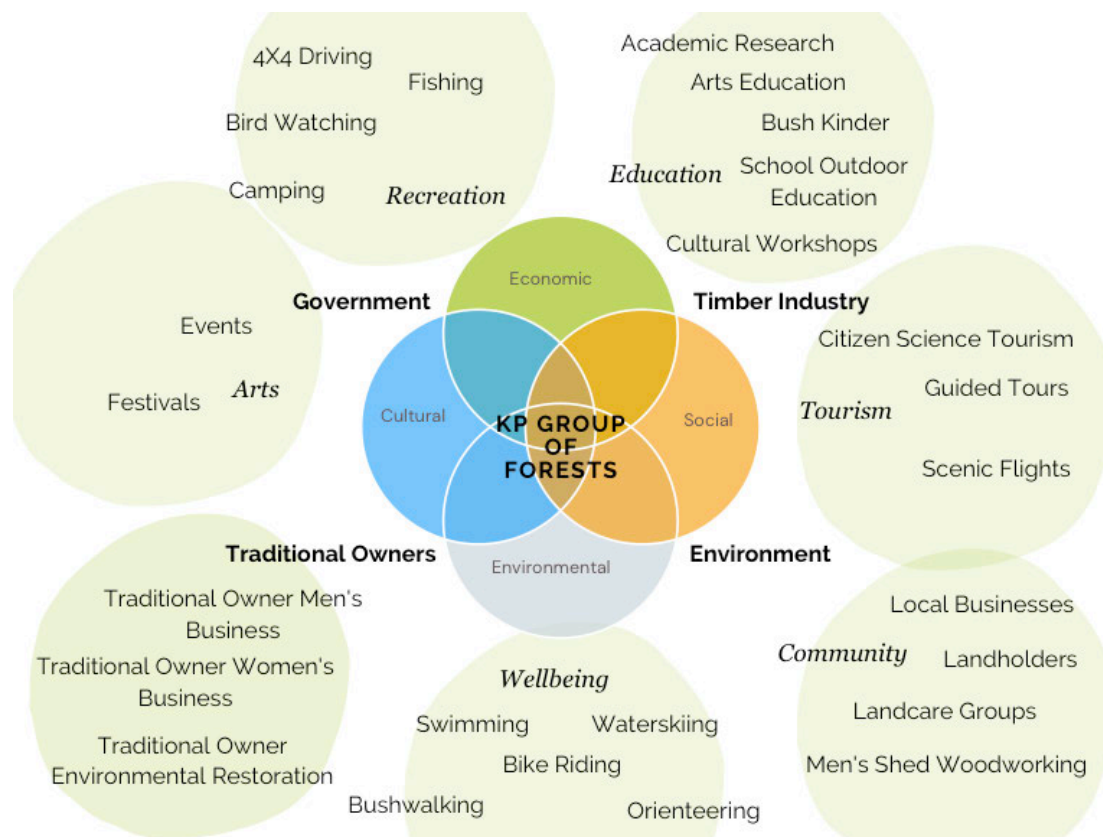 4X4 Driving
Fishing
Bird Watching
Camping
Recreation
Academic Research
Arts Education
Bush Kinder
Education
School Outdoor
Education
Cultural Workshops
Events
Festivals
Arts
Government
Economic
Timber Industry
Cultural
Social
KP GROUP
OF
FORESTS
Traditional Owners
Environmental
Environment
Citizen Science Tourism
Guided Tours
Tourism
Scenic Flights
Traditional Owner Men's
Business
Traditional Owner Women's
Business
Traditional Owner
Environmental Restoration
Wellbeing
Swimming
Waterskiing
Bike Riding
Bushwalking
Orienteering
Local Businesses
Community
Landholders
Landcare Groups
Men's Shed Woodworking